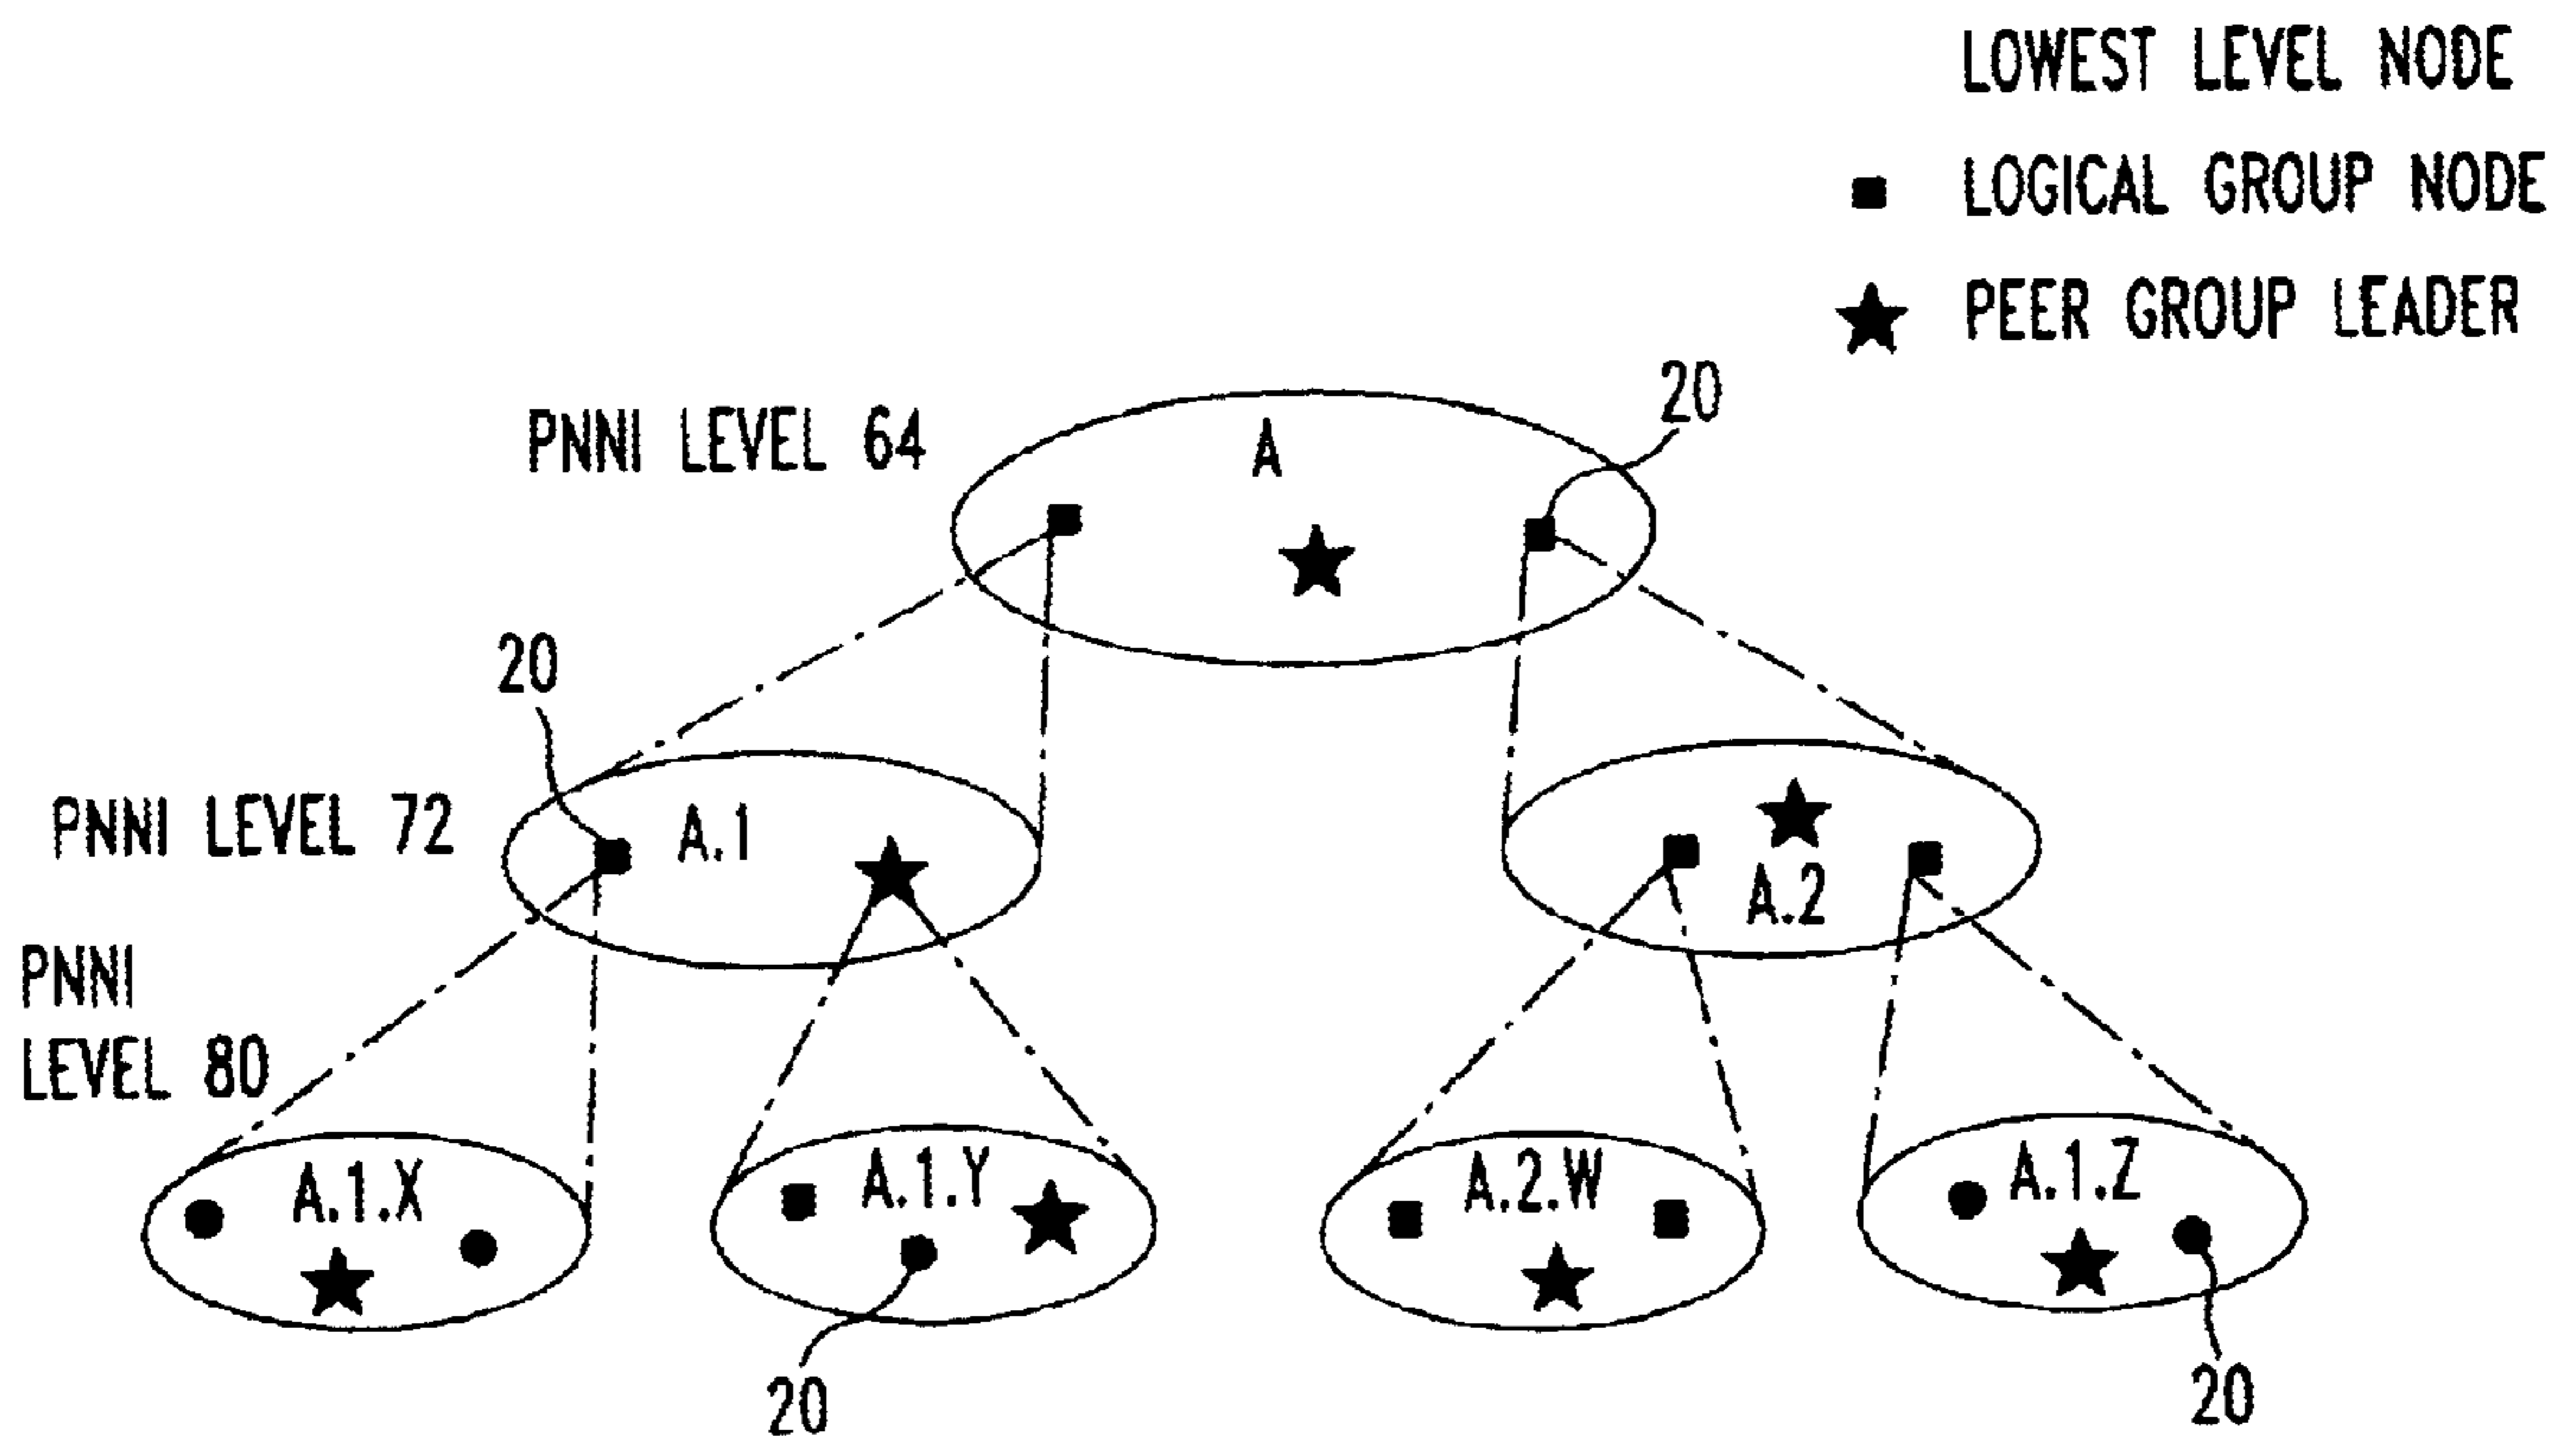 LOWEST LEVEL NODE
LOGICAL GROUP NODE
PEER GROUP LEADER
20
PNNI LEVEL 64
A
20
PNNI LEVEL 72
A.1
A.2
PNNI
LEVEL 80
A.1.X
A.1.Y
A.2.W
A.1.Z
20
20